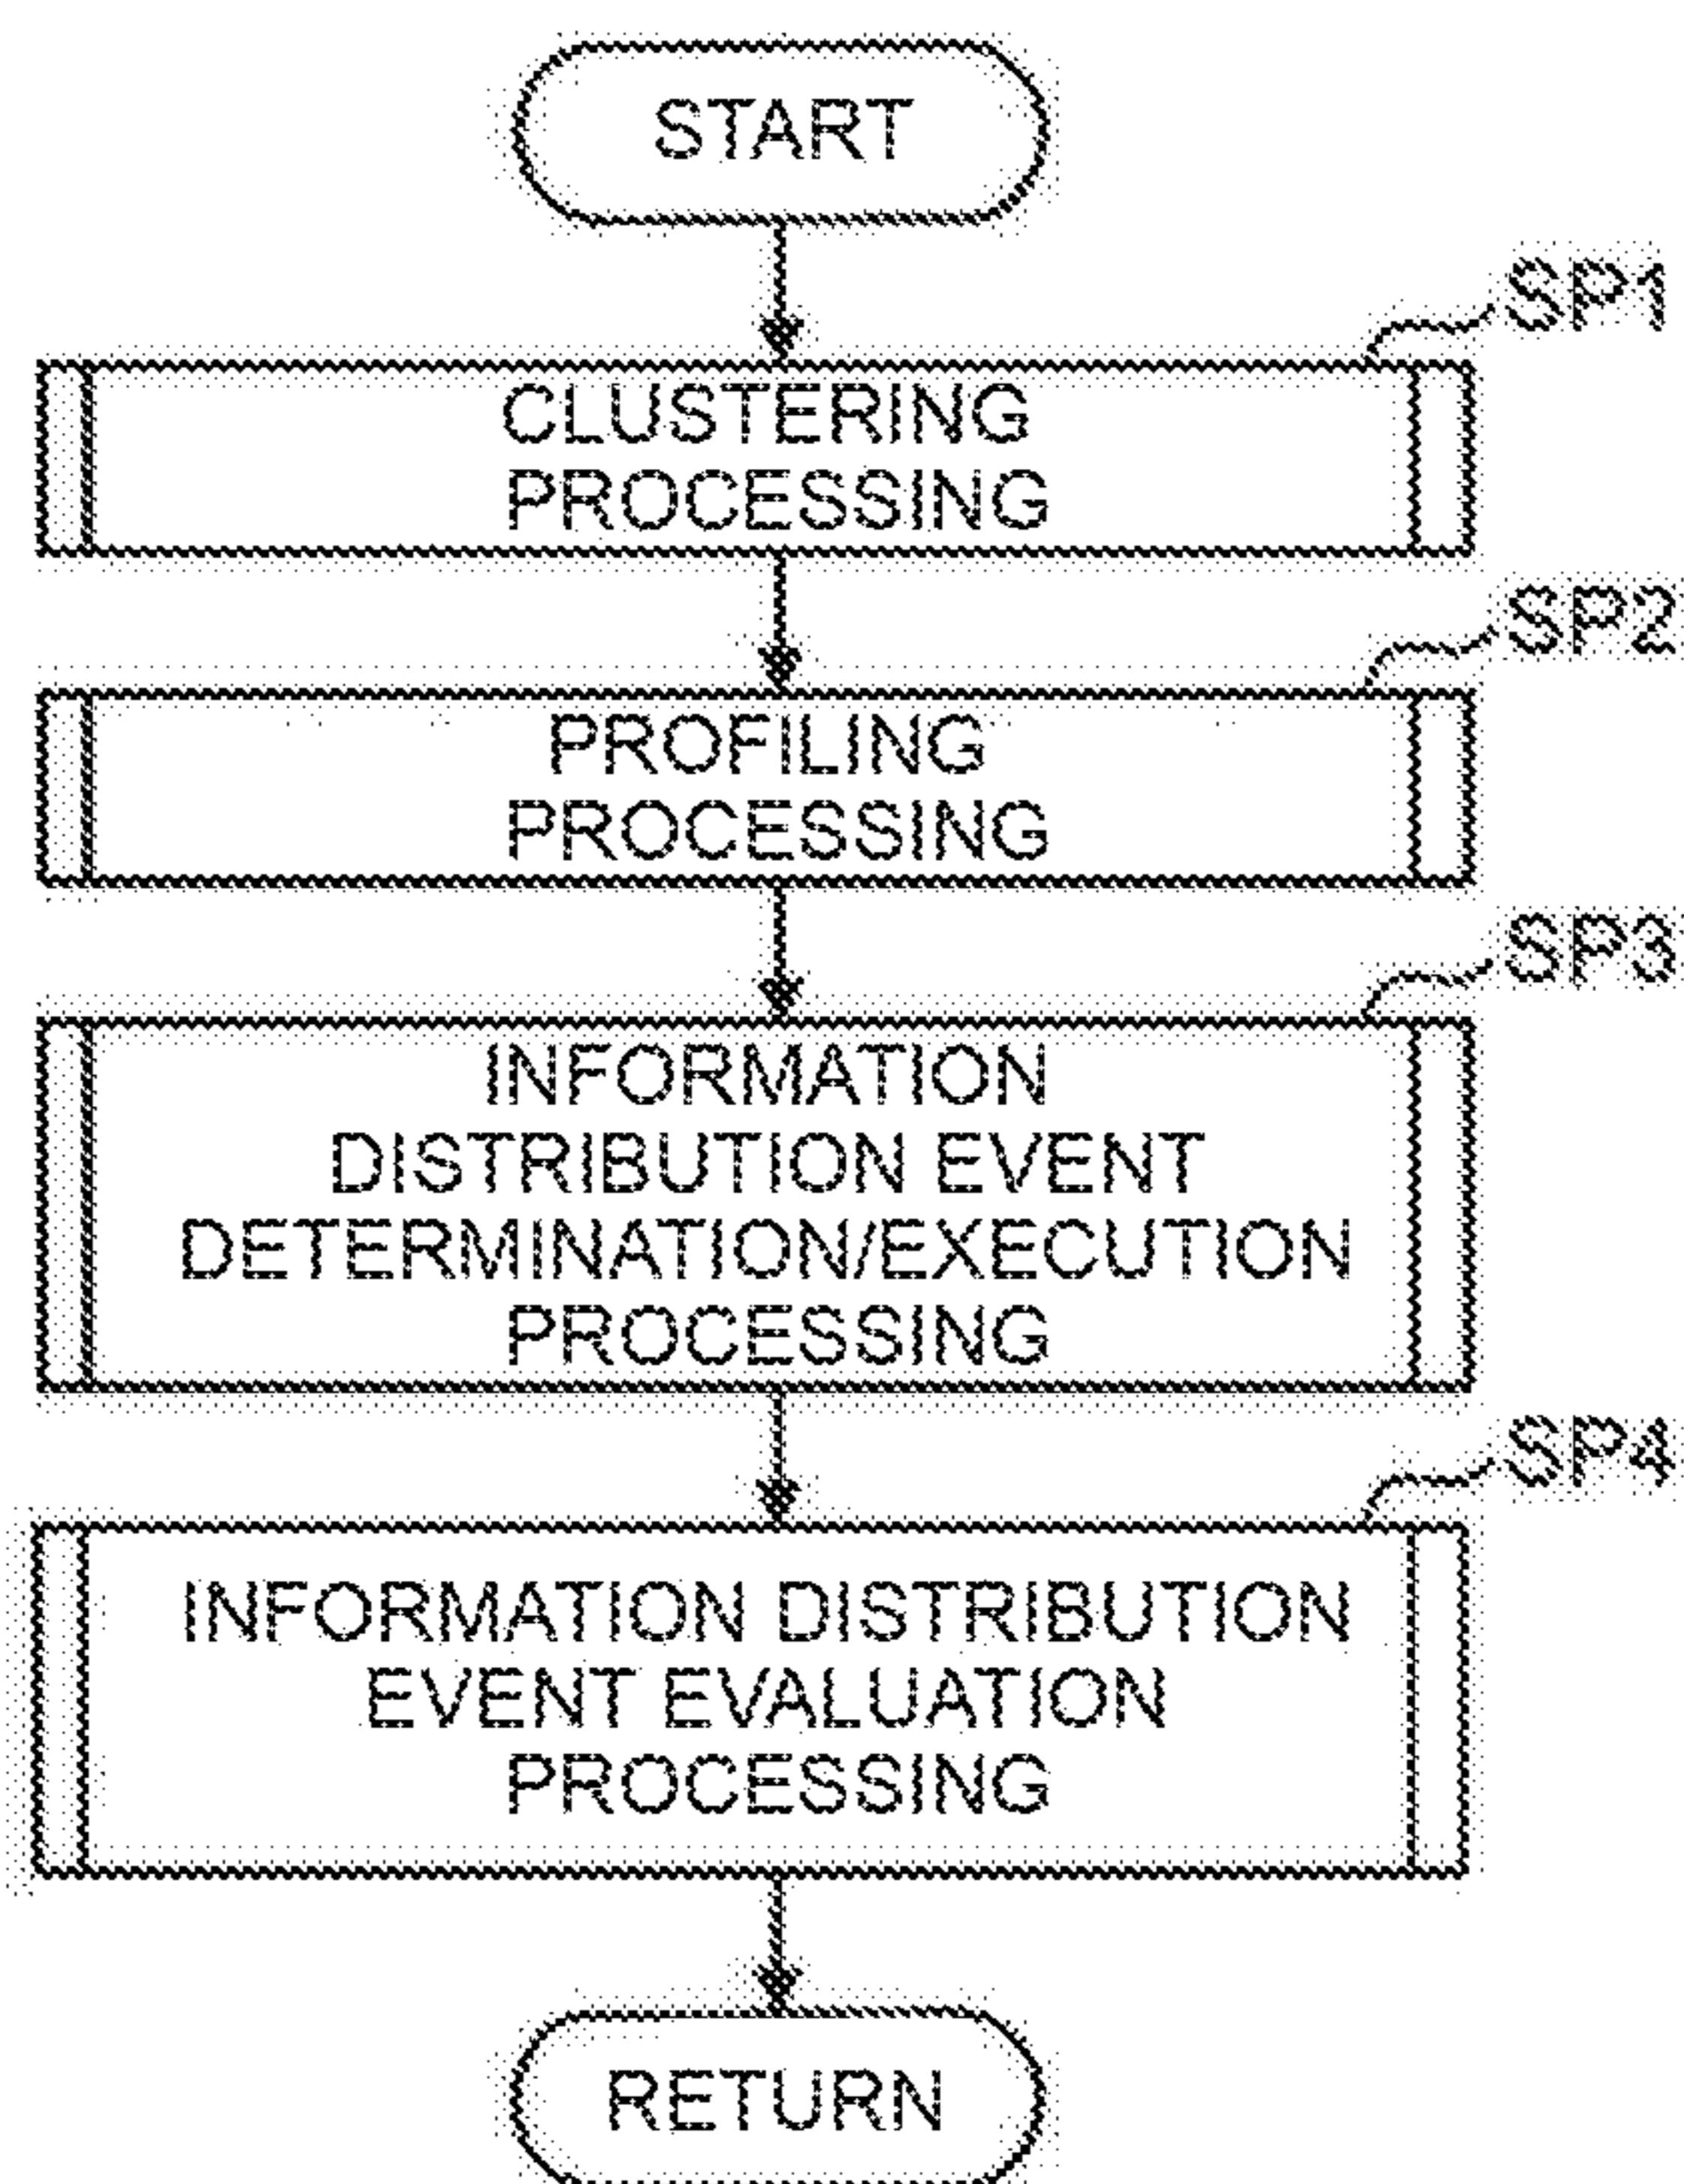 START
SP1
CLUSTERING
PROCESSING
SP2
PROFILING
PROCESSING
SP3
INFORMATION
DISTRIBUTION EVENT
DETERMINATION/EXECUTION
PROCESSING
SP4
INFORMATION DISTRIBUTION
EVENT EVALUATION
PROCESSING
RETURN